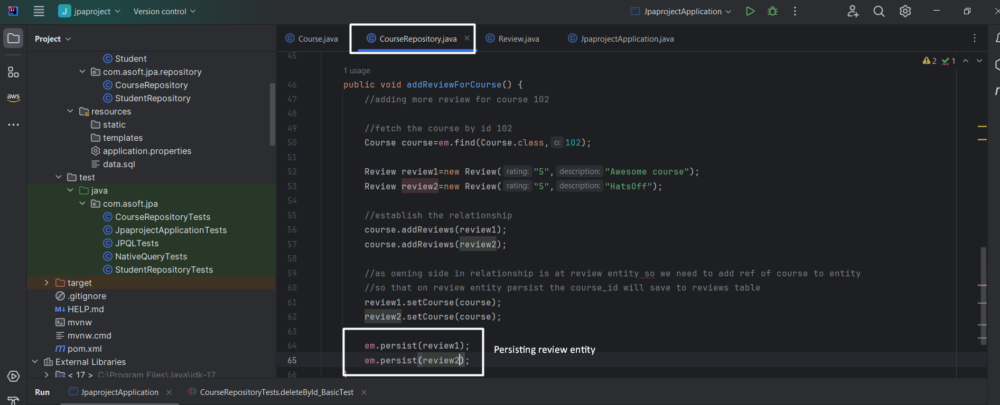 J jpaproject Version control JpaprojectApplication
Project
Course.java CourseRepository.java Review.java JpaprojectApplication.java
Student
com.asoft.jpa.repository
CourseRepository
StudentRepository
resources
static
templates
application.properties
data.sql
test
java
com.asoft.jpa
CourseRepositoryTests
JpaprojectApplicationTests
JPQLTests
NativeQueryTests
StudentRepositoryTests
target
.gitignore
M↓ HELP.md
mvnw
mvnw.cmd
m pom.xml
External Libraries
< 17 > C:\Program Files\Java\jdk-17
aws
2 1
45
1 usage
46 public void addReviewForCourse() {
47 //adding more review for course 102
48
49 //fetch the course by id 102
50 Course course=em.find(Course.class, o: 102);
51
52 Review review1=new Review( rating: "5", description: "Awesome course");
53 Review review2=new Review( rating: "5", description: "HatsOff");
54
55 //establish the relationship
56 course.addReviews(review1);
57 course.addReviews(review2);
58
59 //as owning side in relationship is at review entity so we need to add ref of course to entity
60 //so that on review entity persist the course_id will save to reviews table
61 review1.setCourse(course);
62 review2.setCourse(course);
63
64 em.persist(review1);
65 em.persist(review2);
66 }
Persisting review entity
Run JpaprojectApplication CourseRepositoryTests.deleteById_BasicTest